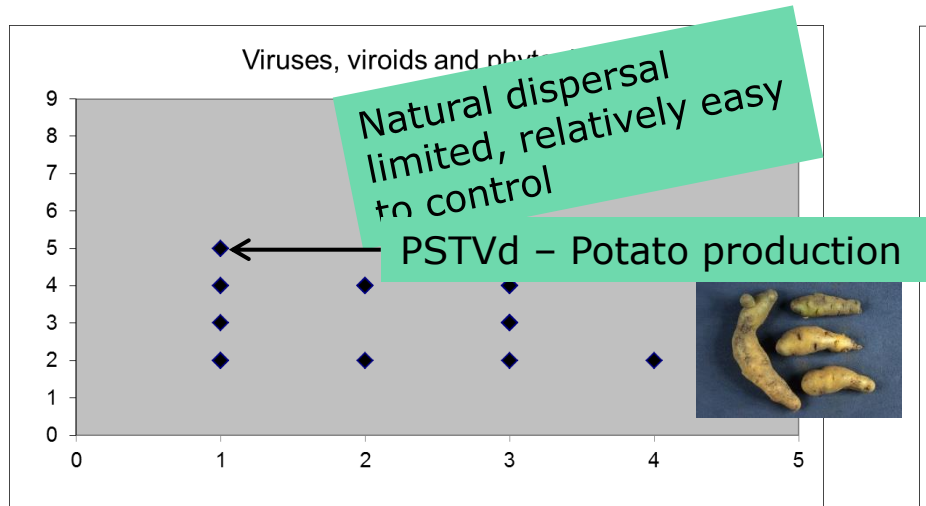 Viruses, viroids and
Natural dispersal
limited, relatively easy
to control
PSTVd – Potato production
9
8
7
6
5
4
3
2
1
0
0 1 2 3 4 5